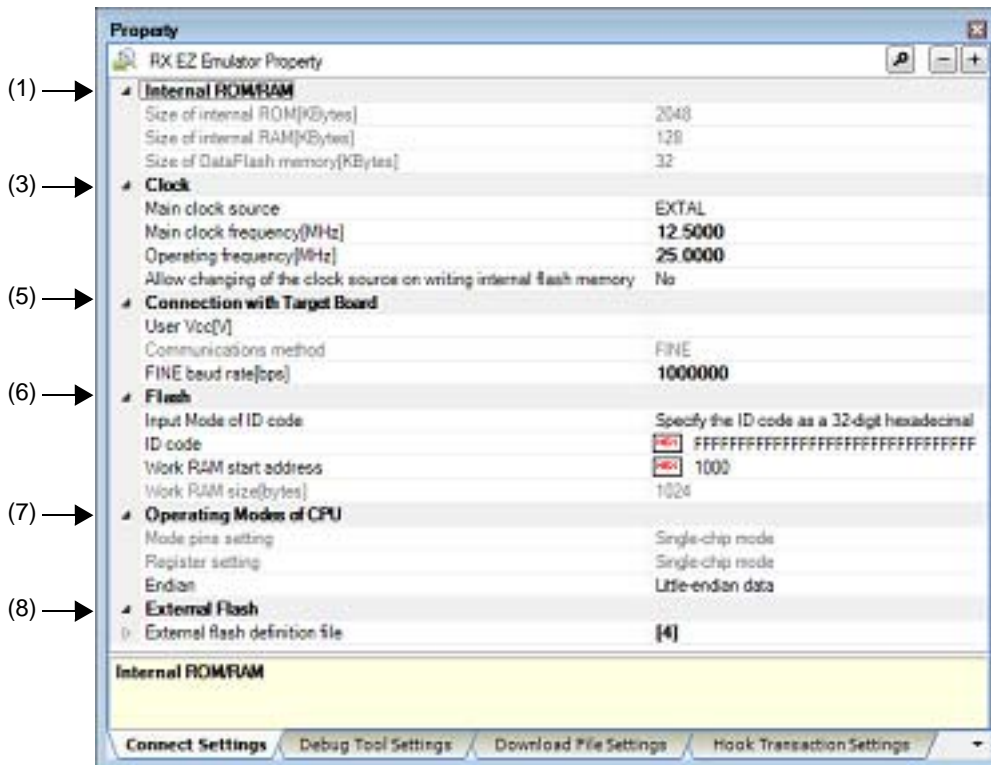 Property
RX EZ Emulator Property
(1) Internal ROM/RAM
Size of internal ROM[KBytes] 2048
Size of internal RAM[KBytes] 128
Size of DataFlash memory[KBytes] 32
(3) Clock
Main clock source EXTAL
Main clock frequency[MHz] 12.5000
Operating frequency[MHz] 25.0000
Allow changing of the clock source on writing internal flash memory No
(5) Connection with Target Board
User Vcc[V]
Communications method FINE
FINE baud rate[bps] 1000000
(6) Flash
Input Mode of ID code Specify the ID code as a 32-digit hexadecimal
ID code HEX FFFFFFFFFFFFFFFFFFFFFFFFFFFFFFFF
Work RAM start address HEX 1000
Work RAM size[bytes] 1024
(7) Operating Modes of CPU
Mode pins setting Single-chip mode
Register setting Single-chip mode
Endian Little-endian data
(8) External Flash
External flash definition file [4]
Internal ROM/RAM
Connect Settings Debug Tool Settings Download File Settings Hook Transaction Settings